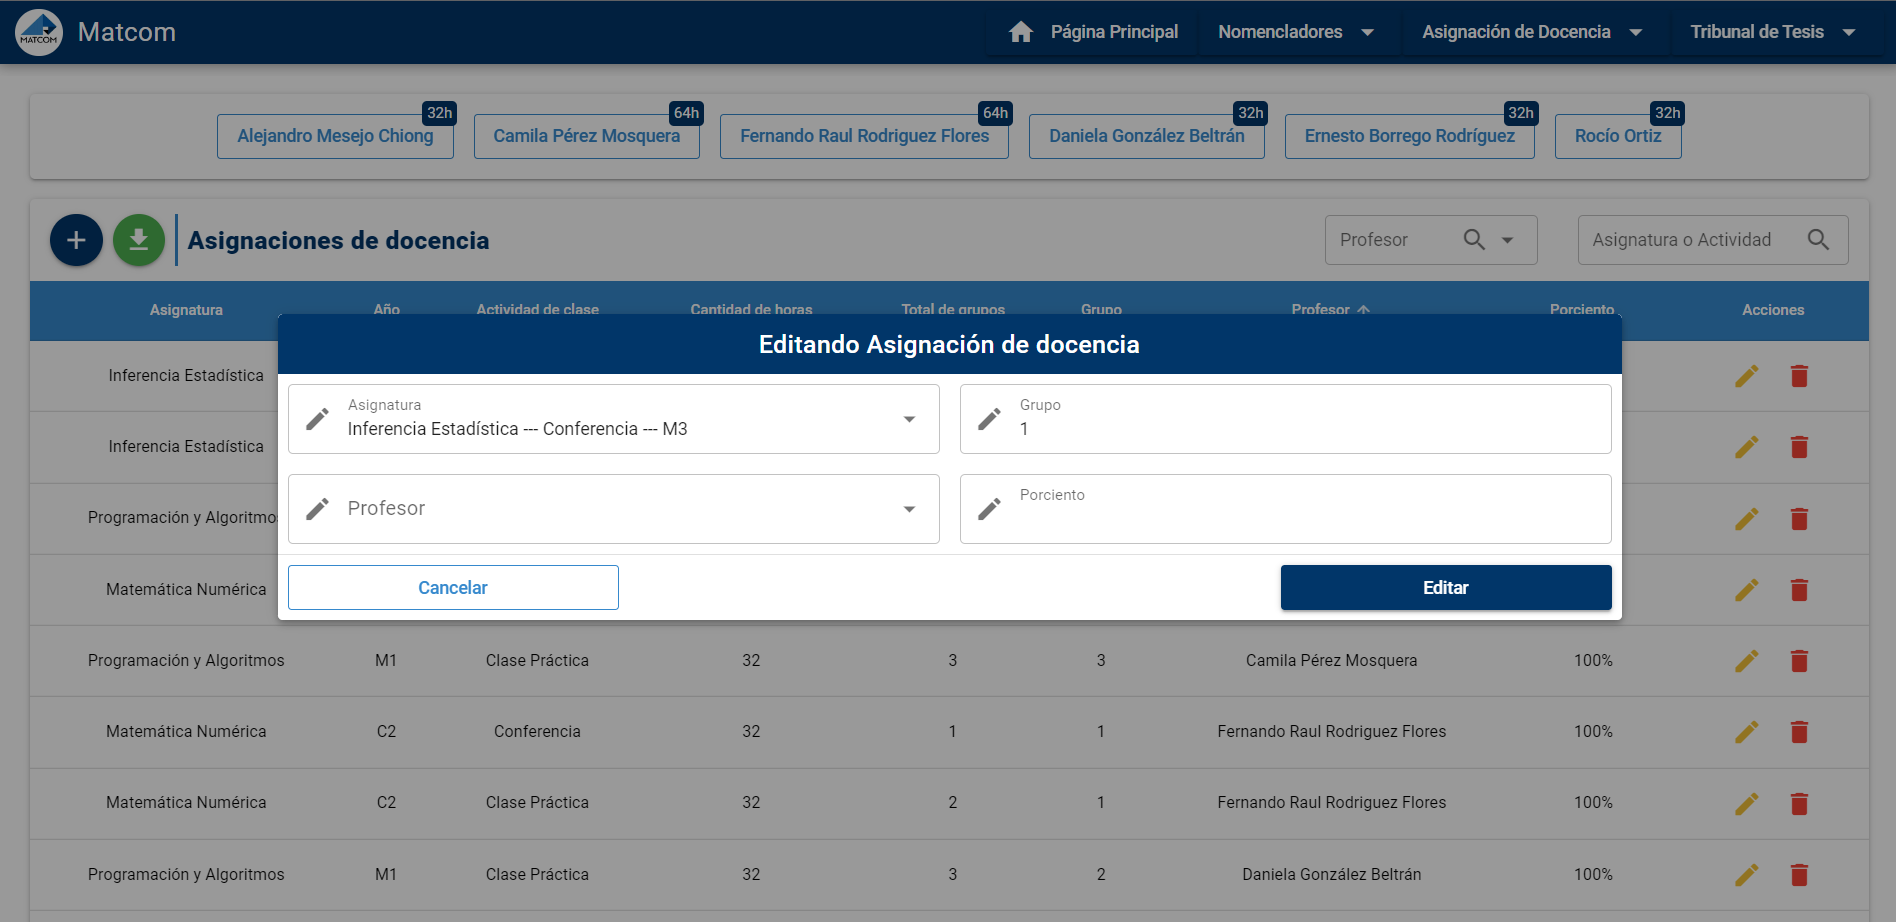 MATCOM
Matcom
Página Principal
Nomencladores
Asignación de Docencia
Tribunal de Tesis
32h
64h
64h
32h
32h
32h
Alejandro Mesejo Chiong
Camila Pérez Mosquera
Fernando Raul Rodriguez Flores
Daniela González Beltrán
Ernesto Borrego Rodríguez
Rocío Ortiz
Asignaciones de docencia
Profesor
Asignatura o Actividad
Asignatura Año Actividad de clase Cantidad de horas Total de grupos Grupo Profesor Porciento Acciones
Editando Asignación de docencia
Asignatura
Inferencia Estadística --- Conferencia --- M3
Grupo
1
Profesor
Porciento
Cancelar
Editar
Inferencia Estadística
Inferencia Estadística
Programación y Algoritmos
Matemática Numérica
Programación y Algoritmos M1 Clase Práctica 32 3 3 Camila Pérez Mosquera 100%
Matemática Numérica C2 Conferencia 32 1 1 Fernando Raul Rodriguez Flores 100%
Matemática Numérica C2 Clase Práctica 32 2 1 Fernando Raul Rodriguez Flores 100%
Programación y Algoritmos M1 Clase Práctica 32 3 2 Daniela González Beltrán 100%